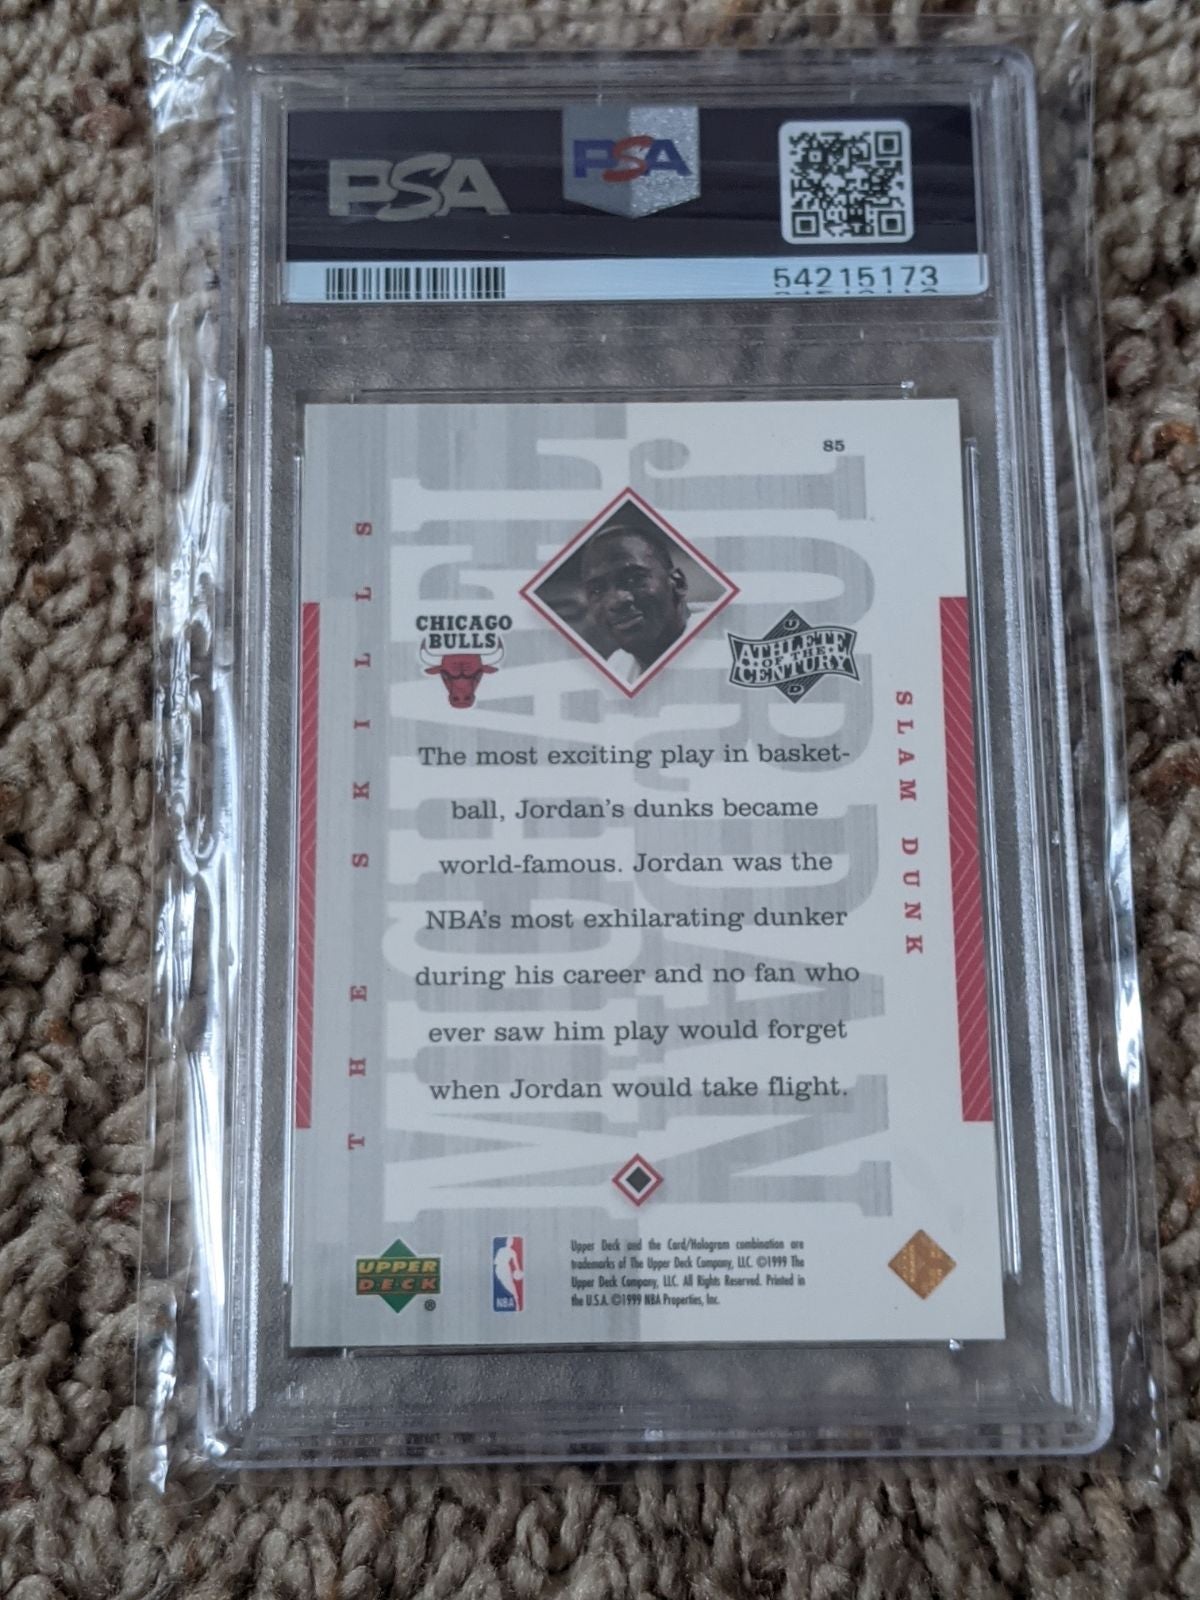 PSA
PSA
54215173
85
THE SKILLS
MICHAEL
JORDAN
CHICAGO
BULLS
U
ATHLETE
OF THE
CENTURY
D
SLAM DUNK
The most exciting play in basket-
ball, Jordan's dunks became
world-famous. Jordan was the
NBA's most exhilarating dunker
during his career and no fan who
ever saw him play would forget
when Jordan would take flight.
UPPER
DECK
®
NBA
Upper Deck and the Card/Hologram combination are
trademarks of The Upper Deck Company, LLC. ©1999 The
Upper Deck Company, LLC. All Rights Reserved. Printed in
the U.S.A. ©1999 NBA Properties, Inc.